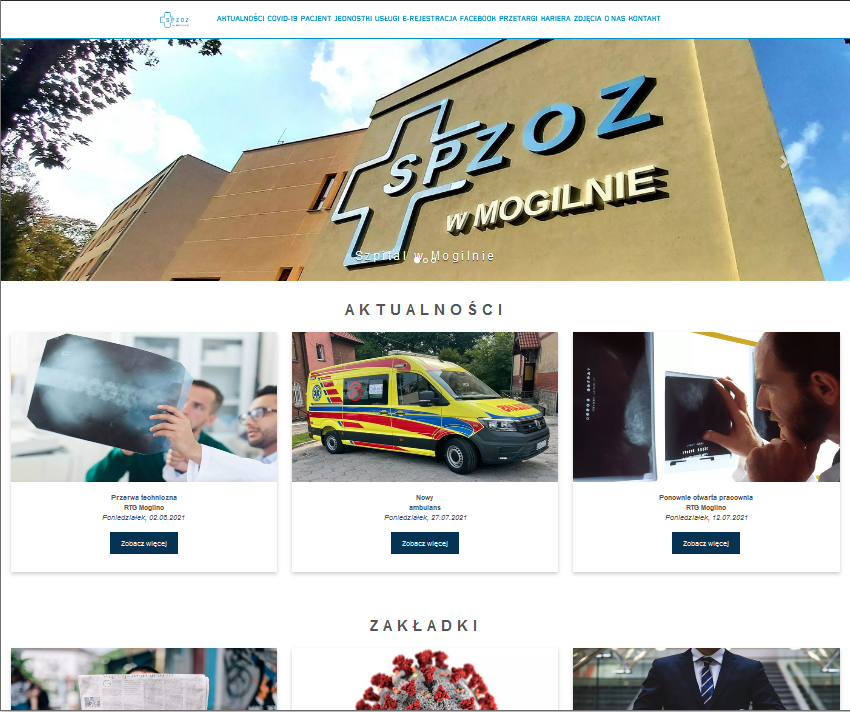 SPZOZ
AKTUALNOŚCI COVID-19 PACJENT JEDNOSTKI USŁUGI E-REJESTRACJA FACEBOOK PRZETARGI KARIERA ZDJĘCIA O NAS KONTAKT
SPZOZ
W MOGILNIE
Szpital w Mogilnie
AKTUALNOŚCI
Przerwa techniczna
RTG Mogilno
Poniedziałek, 02.08.2021
Zobacz więcej
Nowy
ambulans
Poniedziałek, 27.07.2021
Zobacz więcej
Ponownie otwarta pracownia
RTG Mogilno
Poniedziałek, 12.07.2021
Zobacz więcej
ZAKŁADKI